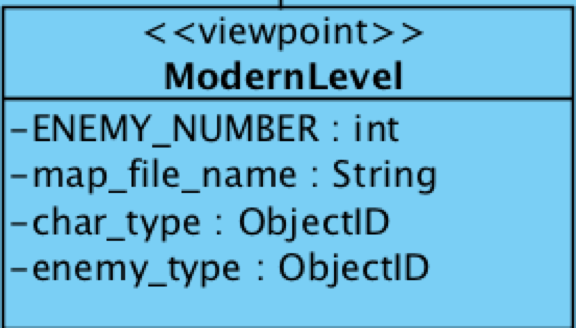 <<viewpoint>>
ModernLevel
-ENEMY_NUMBER : int
-map_file_name : String
-char_type : ObjectID
-enemy_type : ObjectID